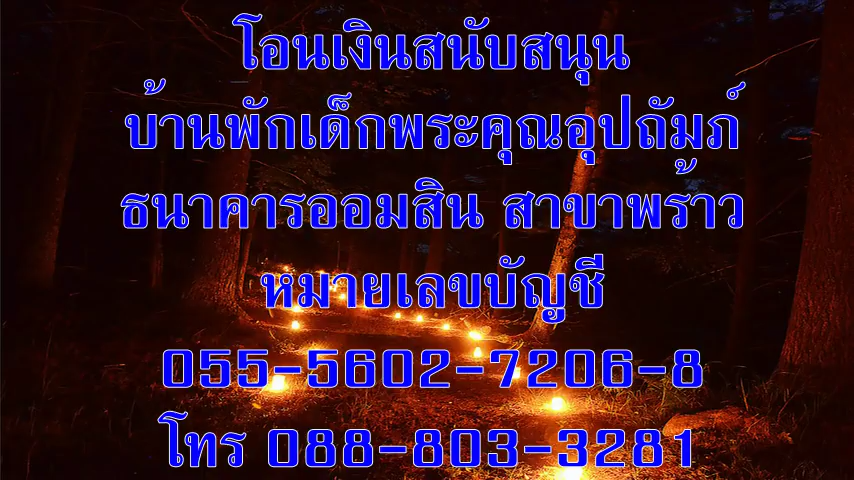 โอนเงินสนับสนุน
บ้านพักเด็กพระคุณอุปถัมภ์
ธนาคารออมสิน สาขาพร้าว
หมายเลขบัญชี
055-5602-7206-8
โทร 088-803-3281